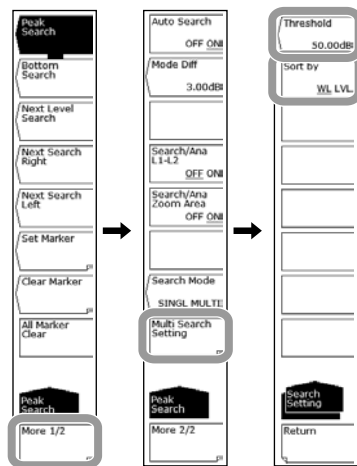 Peak
Search
Bottom
Search
Next Level
Search
Next Search
Right
Next Search
Left
Set Marker
Clear Marker
All Marker
Clear
Peak
Search
More 1/2
Auto Search
OFF ON
Mode Diff
3.00dB
Search/Ana
L1-L2
OFF ON
Search/Ana
Zoom Area
OFF ON
Search Mode
SINGL MULTI
Multi Search
Setting
Peak
Search
More 2/2
Threshold
50.00dB
Sort by
WL LVL
Search
Setting
Return